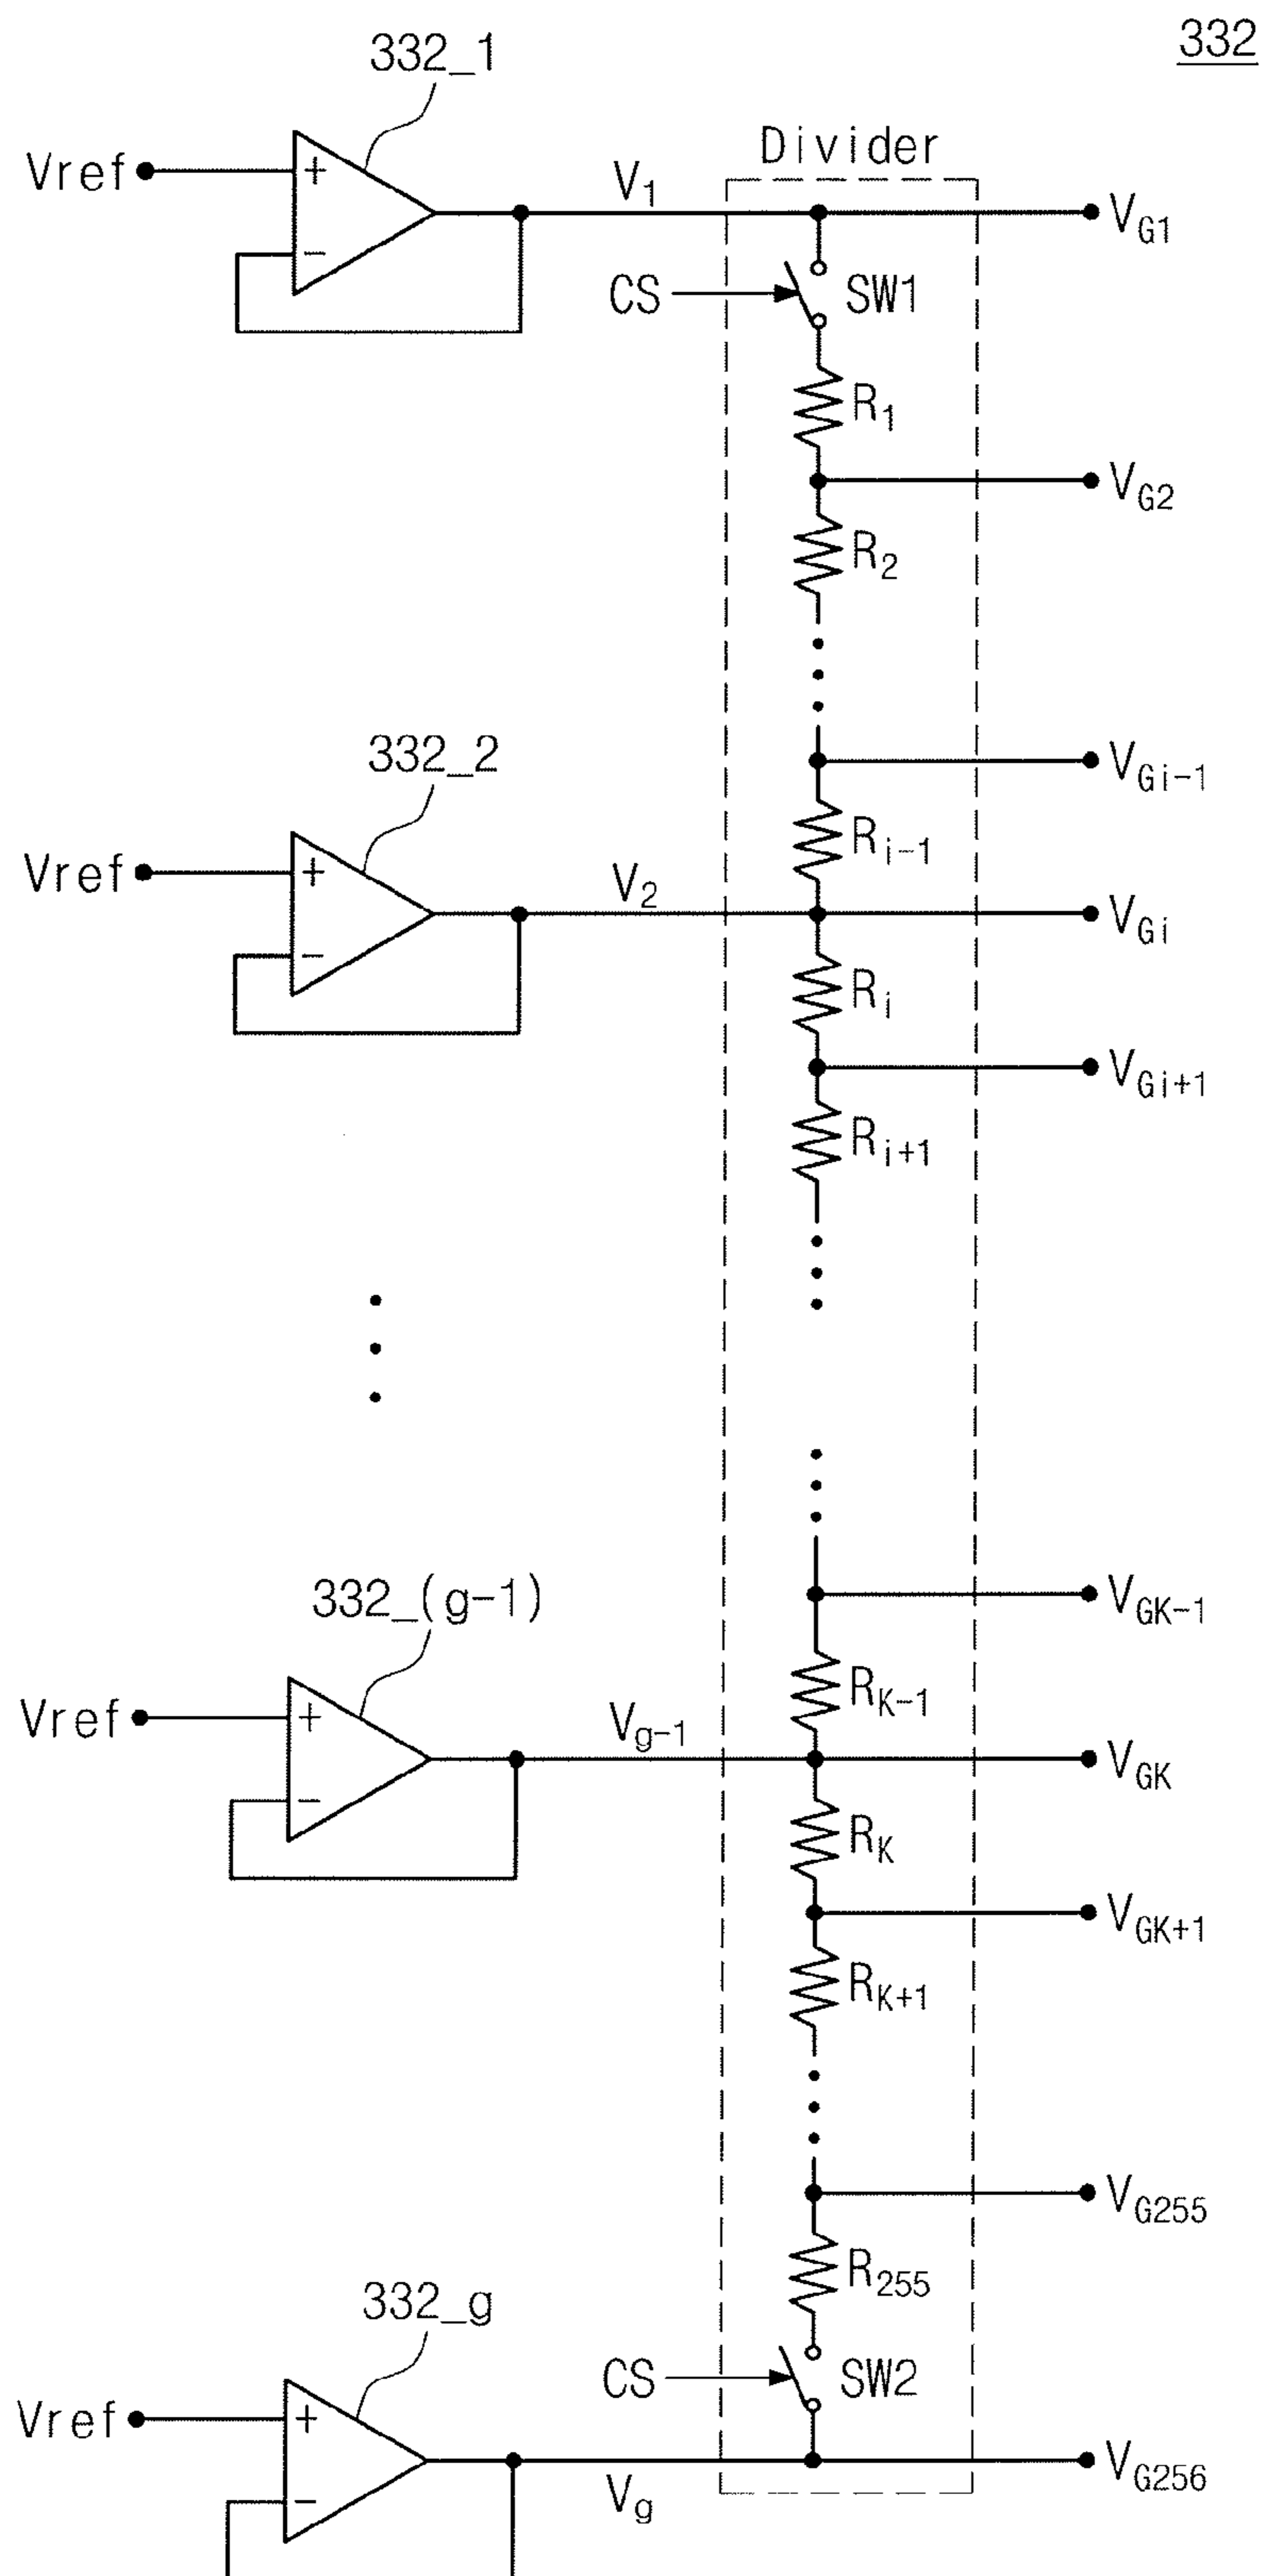 332
332_1
Divider
Vref
+
−
V1
VG1
CS
SW1
R1
VG2
R2
332_2
VGi-1
Ri-1
Vref
+
−
V2
VGi
Ri
VGi+1
Ri+1
332_(g-1)
VGK-1
RK-1
Vref
+
−
Vg-1
VGK
RK
VGK+1
RK+1
VG255
R255
332_g
CS
SW2
Vref
+
−
Vg
VG256